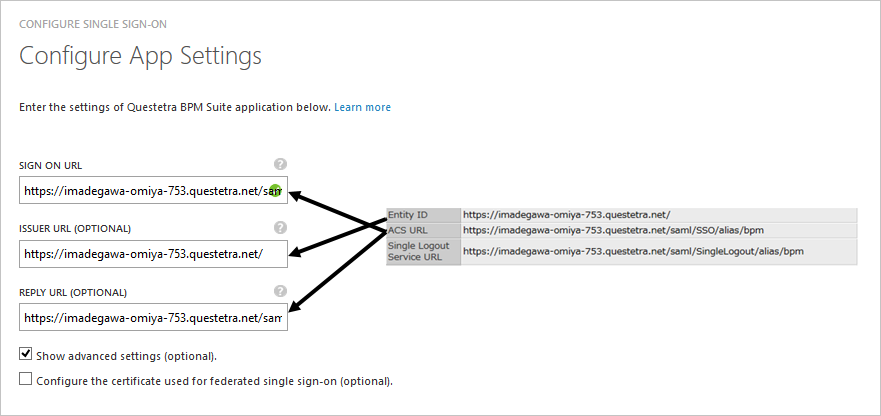 CONFIGURE SINGLE SIGN-ON
Configure App Settings
Enter the settings of Questetra BPM Suite application below. Learn more
SIGN ON URL ?
https://imadegawa-omiya-753.questetra.net/sam
ISSUER URL (OPTIONAL) ?
https://imadegawa-omiya-753.questetra.net/
REPLY URL (OPTIONAL) ?
https://imadegawa-omiya-753.questetra.net/sam
Show advanced settings (optional).
Configure the certificate used for federated single sign-on (optional).
Entity ID https://imadegawa-omiya-753.questetra.net/
ACS URL https://imadegawa-omiya-753.questetra.net/saml/SSO/alias/bpm
Single Logout
Service URL https://imadegawa-omiya-753.questetra.net/saml/SingleLogout/alias/bpm